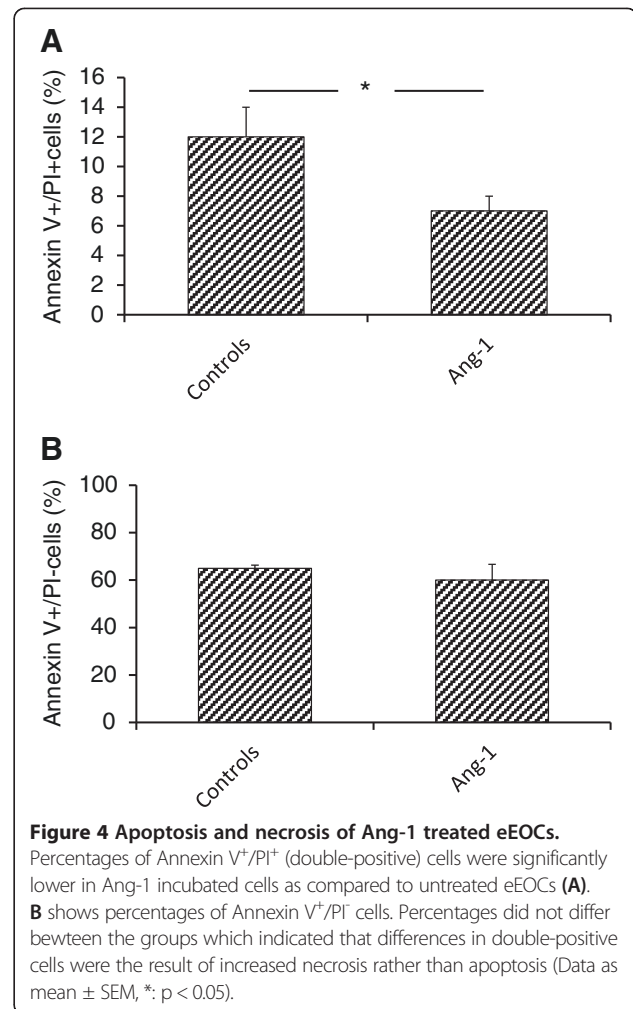 A
Annexin V+/PI+cells (%)
16
14
12
10
8
6
4
2
0
*
Controls
Ang-1
B
Annexin V+/PI-cells (%)
100
80
60
40
20
0
Controls
Ang-1
Figure 4 Apoptosis and necrosis of Ang-1 treated eEOCs.
Percentages of Annexin V⁺/PI⁺ (double-positive) cells were significantly
lower in Ang-1 incubated cells as compared to untreated eEOCs (A).
B shows percentages of Annexin V⁺/PI⁻ cells. Percentages did not differ
bewteen the groups which indicated that differences in double-positive
cells were the result of increased necrosis rather than apoptosis (Data as
mean ± SEM, *: p < 0.05).